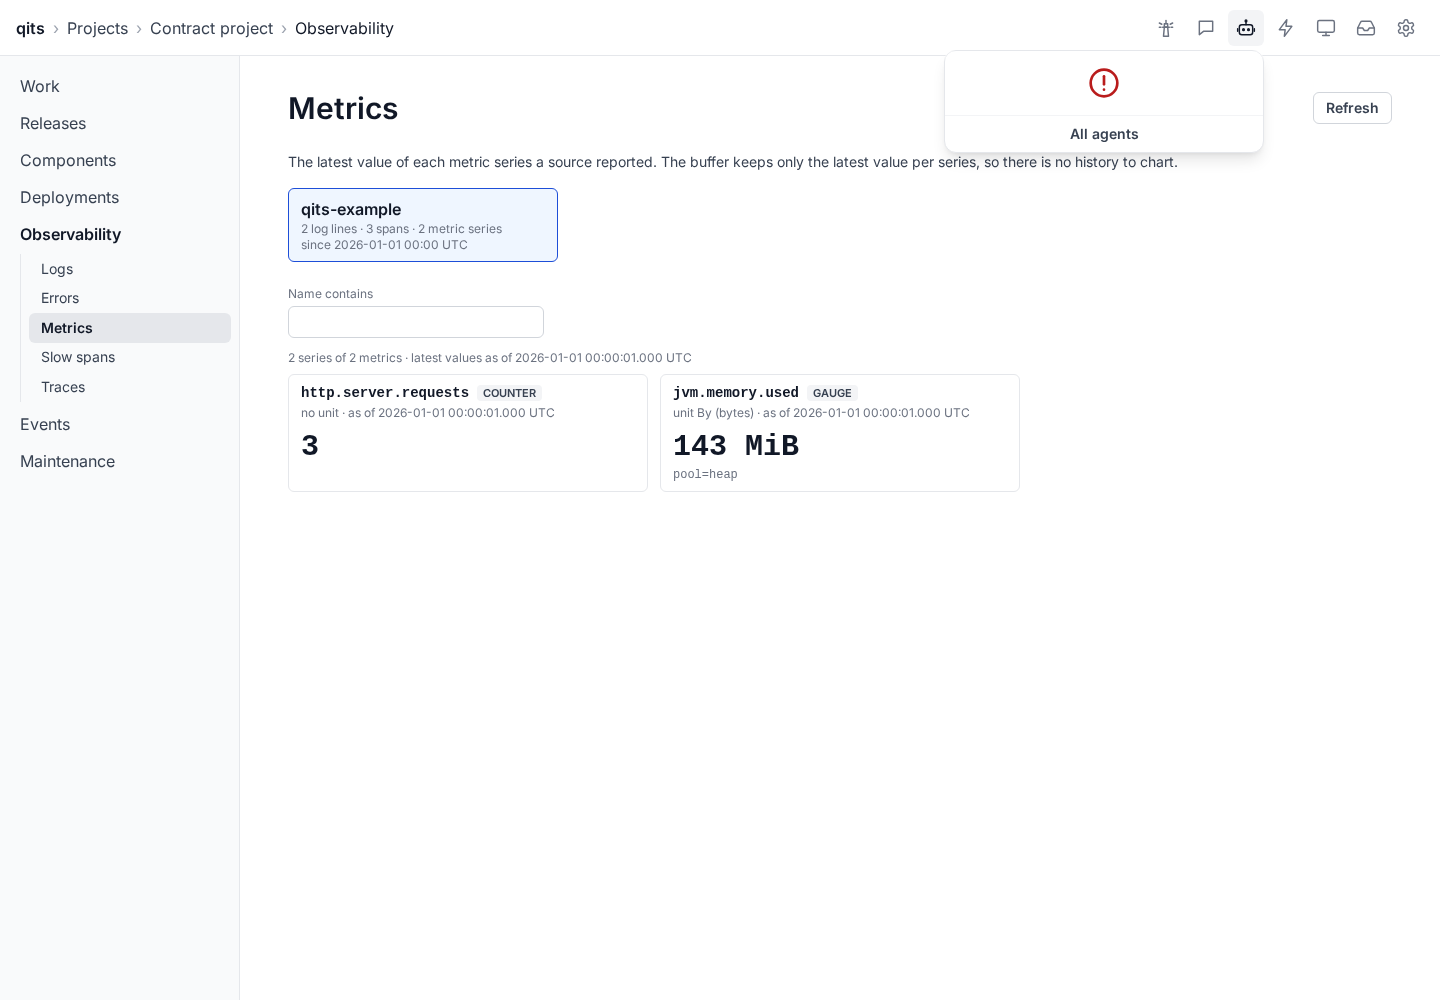 qits › Projects › Contract project › Observability
Work
Releases
Components
Deployments
Observability
Logs
Errors
Metrics
Slow spans
Traces
Events
Maintenance
All agents
Metrics
Refresh
The latest value of each metric series a source reported. The buffer keeps only the latest value per series, so there is no history to chart.
qits-example
2 log lines · 3 spans · 2 metric series
since 2026-01-01 00:00 UTC
Name contains
2 series of 2 metrics · latest values as of 2026-01-01 00:00:01.000 UTC
http.server.requests COUNTER
no unit · as of 2026-01-01 00:00:01.000 UTC
3
jvm.memory.used GAUGE
unit By (bytes) · as of 2026-01-01 00:00:01.000 UTC
143 MiB
pool=heap